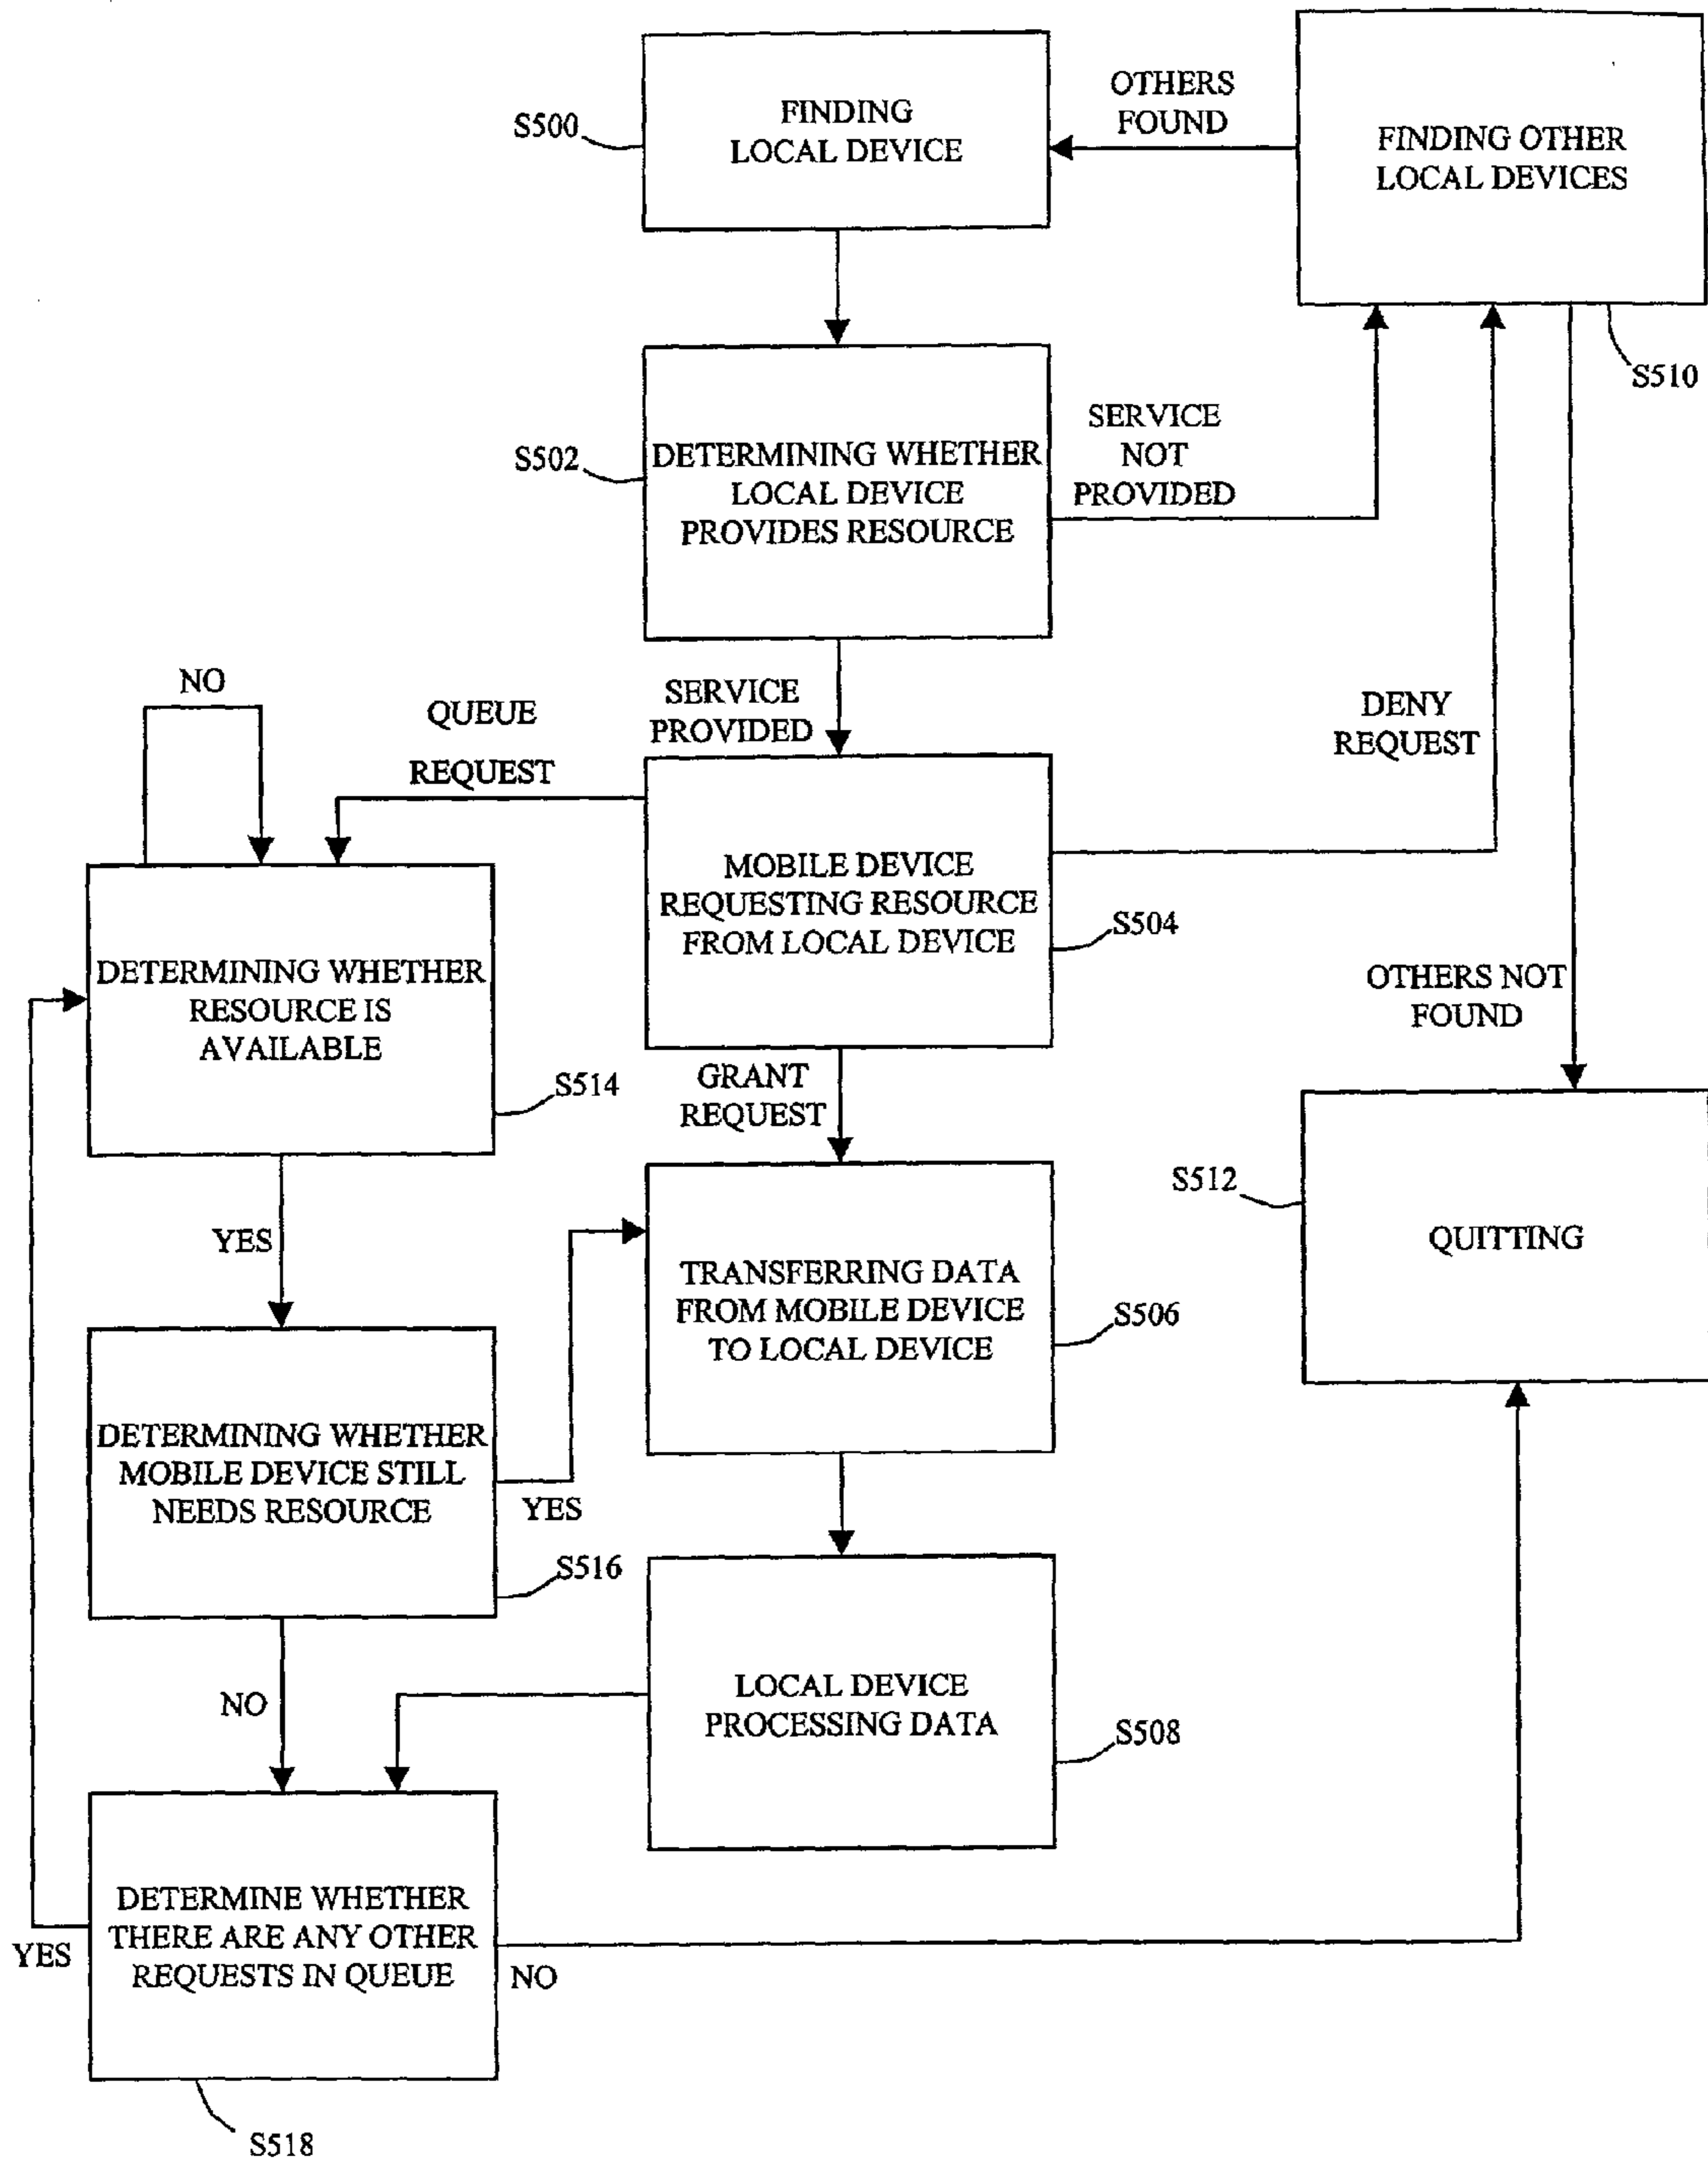 FINDING
LOCAL DEVICE
S500
OTHERS
FOUND
FINDING OTHER
LOCAL DEVICES
S510
DETERMINING WHETHER
LOCAL DEVICE
PROVIDES RESOURCE
S502
SERVICE
NOT
PROVIDED
SERVICE
PROVIDED
NO
QUEUE
REQUEST
DENY
REQUEST
MOBILE DEVICE
REQUESTING RESOURCE
FROM LOCAL DEVICE
S504
DETERMINING WHETHER
RESOURCE IS
AVAILABLE
S514
OTHERS NOT
FOUND
GRANT
REQUEST
YES
TRANSFERRING DATA
FROM MOBILE DEVICE
TO LOCAL DEVICE
S506
S512
QUITTING
DETERMINING WHETHER
MOBILE DEVICE STILL
NEEDS RESOURCE
YES
S516
NO
LOCAL DEVICE
PROCESSING DATA
S508
DETERMINE WHETHER
THERE ARE ANY OTHER
REQUESTS IN QUEUE
YES
NO
S518